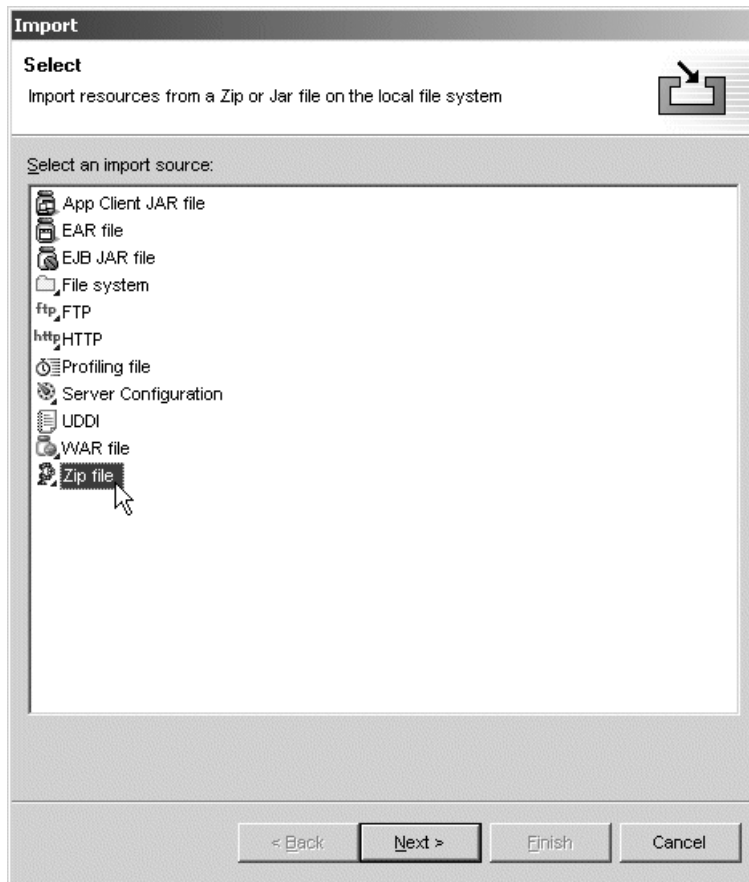 Import
Select
Import resources from a Zip or Jar file on the local file system
Select an import source:
App Client JAR file
EAR file
EJB JAR file
File system
ftp FTP
http HTTP
Profiling file
Server Configuration
UDDI
WAR file
Zip file
< Back Next > Finish Cancel